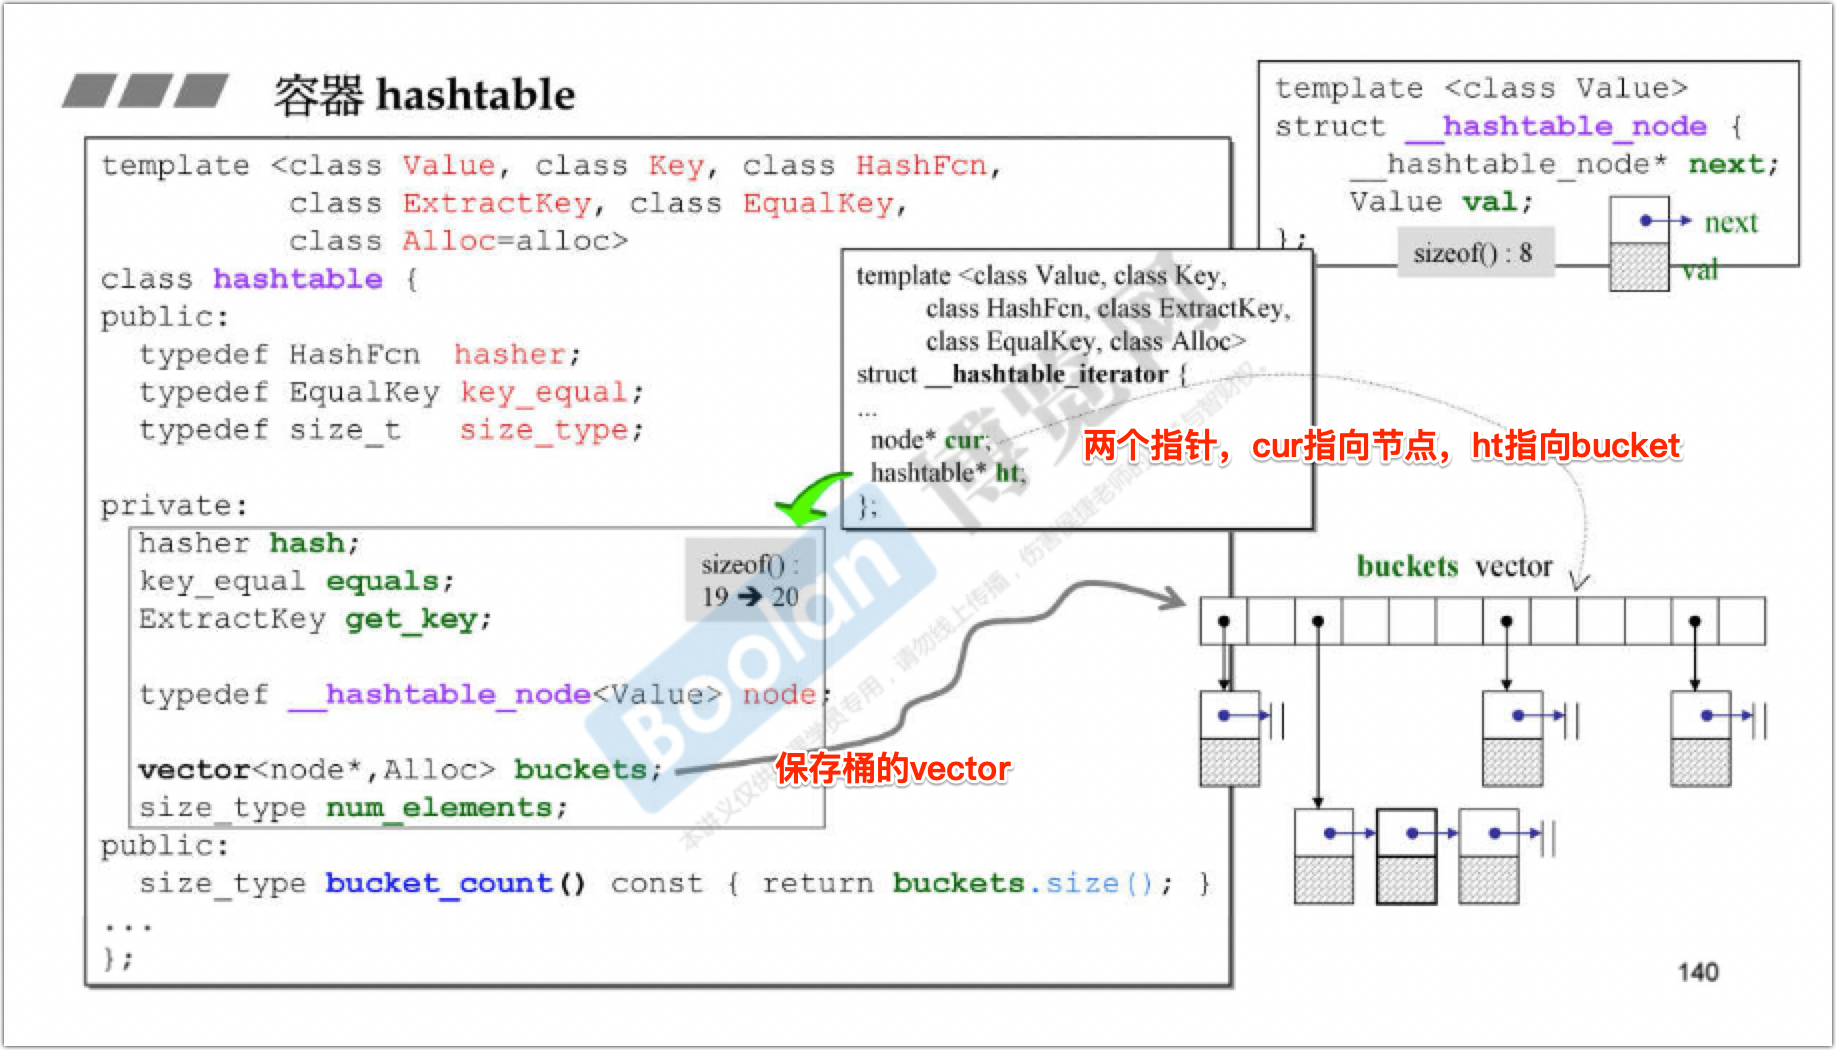 容器 hashtable
template <class Value, class Key, class HashFcn,
class ExtractKey, class EqualKey,
class Alloc=alloc>
class hashtable {
public:
typedef HashFcn hasher;
typedef EqualKey key_equal;
typedef size_t size_type;
private:
hasher hash;
key_equal equals;
ExtractKey get_key;
sizeof() :
19 ➔ 20
typedef __hashtable_node<Value> node;
vector<node*,Alloc> buckets;
size_type num_elements;
保存桶的vector
public:
size_type bucket_count() const { return buckets.size(); }
...
};
template <class Value, class Key,
class HashFcn, class ExtractKey,
class EqualKey, class Alloc>
struct __hashtable_iterator {
...
node* cur;
hashtable* ht;
};
两个指针，cur指向节点，ht指向bucket
template <class Value>
struct __hashtable_node {
__hashtable_node* next;
Value val;
};
sizeof() : 8
next
val
buckets vector
Boolan
博览网
140